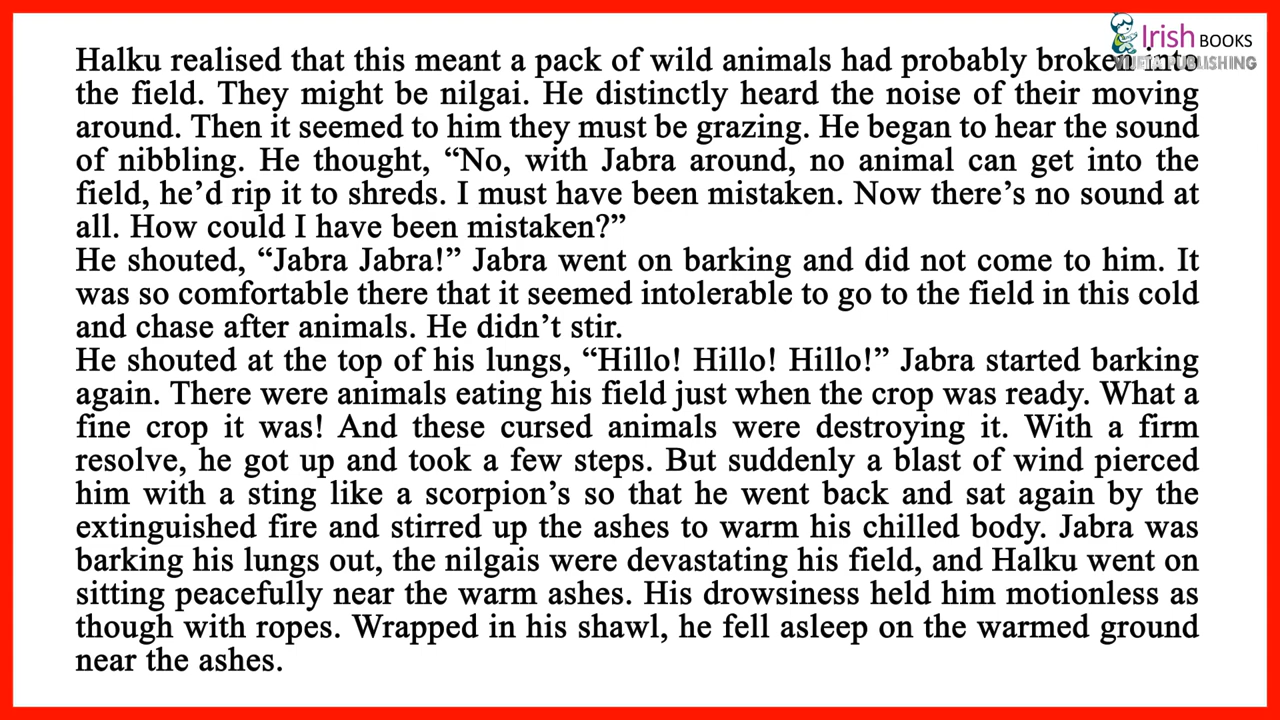 Irish BOOKS
YUFTA PUBLISHING
Halku realised that this meant a pack of wild animals had probably broken into
the field. They might be nilgai. He distinctly heard the noise of their moving
around. Then it seemed to him they must be grazing. He began to hear the sound
of nibbling. He thought, “No, with Jabra around, no animal can get into the
field, he’d rip it to shreds. I must have been mistaken. Now there’s no sound at
all. How could I have been mistaken?”
He shouted, “Jabra Jabra!” Jabra went on barking and did not come to him. It
was so comfortable there that it seemed intolerable to go to the field in this cold
and chase after animals. He didn’t stir.
He shouted at the top of his lungs, “Hillo! Hillo! Hillo!” Jabra started barking
again. There were animals eating his field just when the crop was ready. What a
fine crop it was! And these cursed animals were destroying it. With a firm
resolve, he got up and took a few steps. But suddenly a blast of wind pierced
him with a sting like a scorpion’s so that he went back and sat again by the
extinguished fire and stirred up the ashes to warm his chilled body. Jabra was
barking his lungs out, the nilgais were devastating his field, and Halku went on
sitting peacefully near the warm ashes. His drowsiness held him motionless as
though with ropes. Wrapped in his shawl, he fell asleep on the warmed ground
near the ashes.